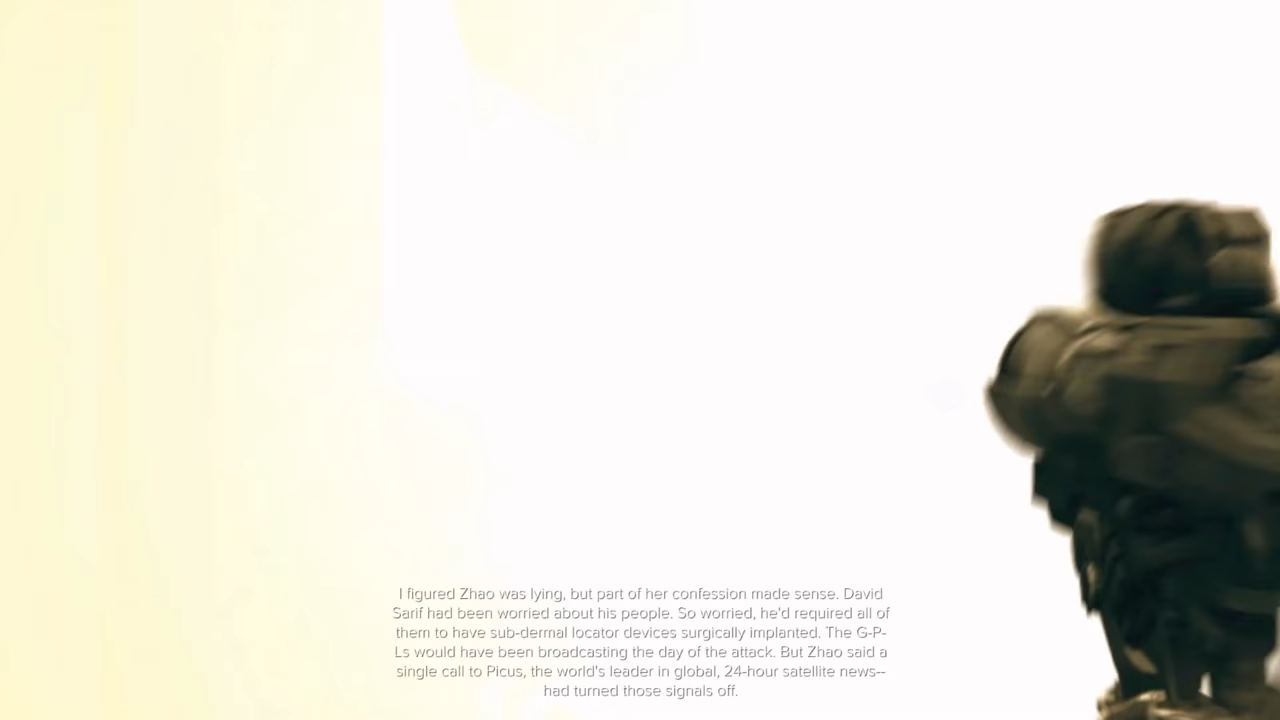 I figured Zhao was lying, but part of her confession made sense. David
Sarif had been worried about his people. So worried, he'd required all of
them to have sub-dermal locator devices surgically implanted. The G-P-
Ls would have been broadcasting the day of the attack. But Zhao said a
single call to Picus, the world's leader in global, 24-hour satellite news--
had turned those signals off.